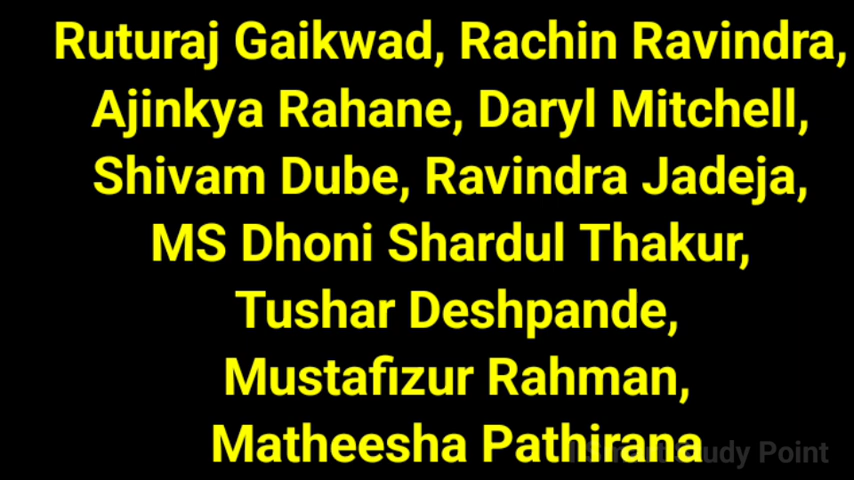 Ruturaj Gaikwad, Rachin Ravindra,
Ajinkya Rahane, Daryl Mitchell,
Shivam Dube, Ravindra Jadeja,
MS Dhoni Shardul Thakur,
Tushar Deshpande,
Mustafizur Rahman,
Matheesha Pathirana
Point